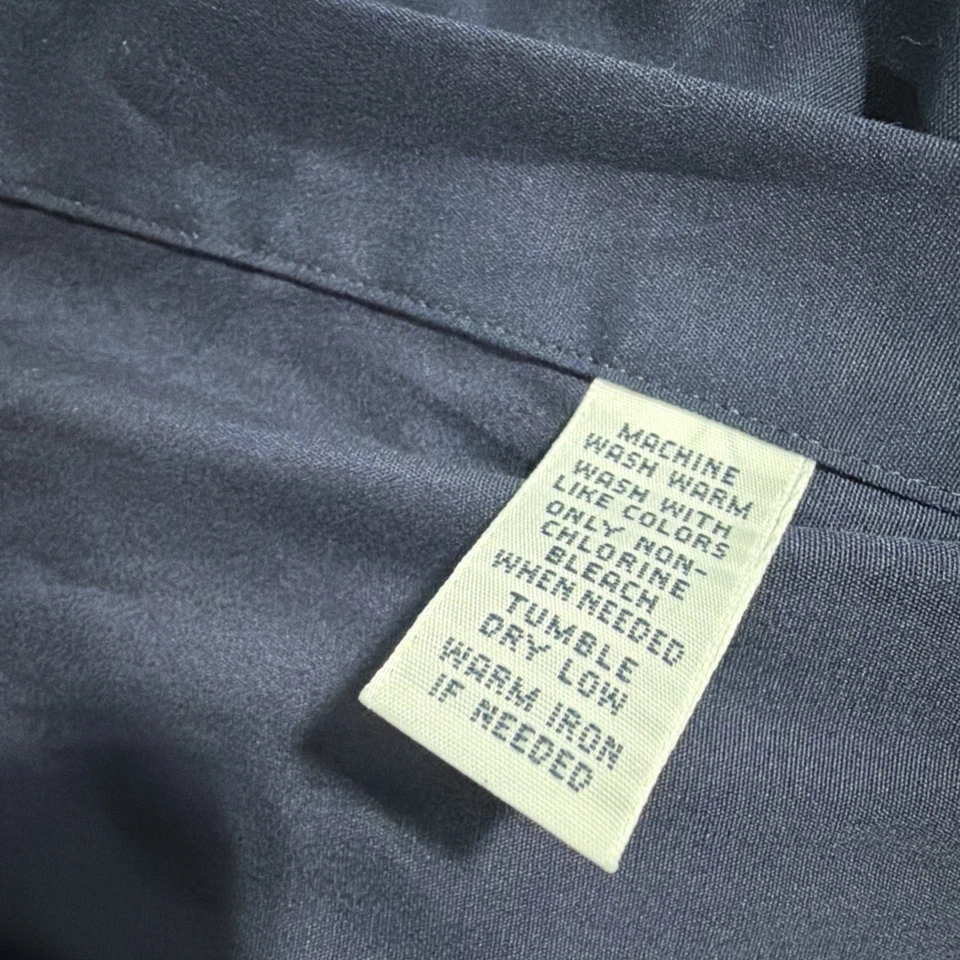 MACHINE
WASH WARM
WASH WITH
LIKE COLORS
ONLY NON-
CHLORINE
BLEACH
WHEN NEEDED
TUMBLE
DRY LOW
WARM IRON
IF NEEDED